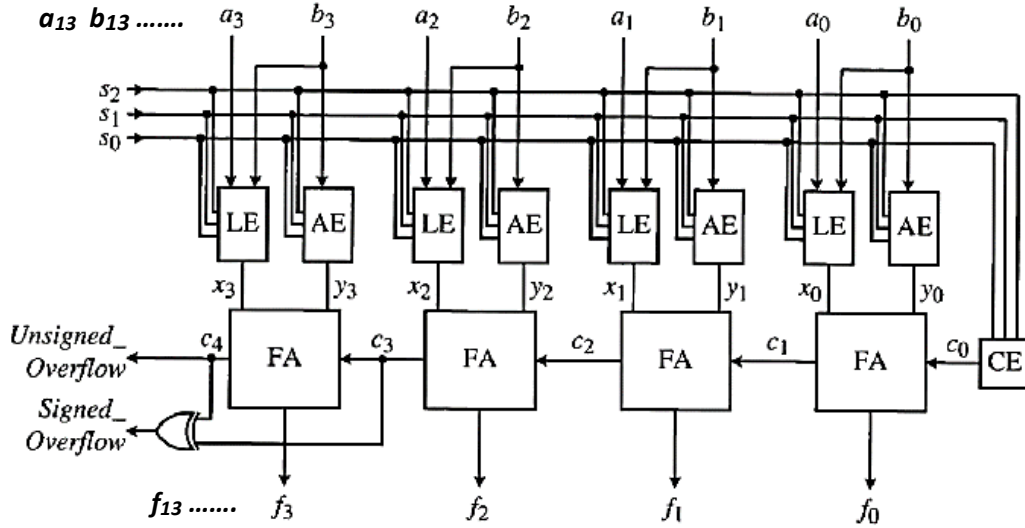 a13 b13 ....... a3 b3 a2 b2 a1 b1 a0 b0
s2
s1
s0
LE AE LE AE LE AE LE AE
x3 y3 x2 y2 x1 y1 x0 y0
Unsigned_ Overflow c4 FA c3 FA c2 FA c1 FA c0 CE
Signed_ Overflow
f13 ....... f3 f2 f1 f0